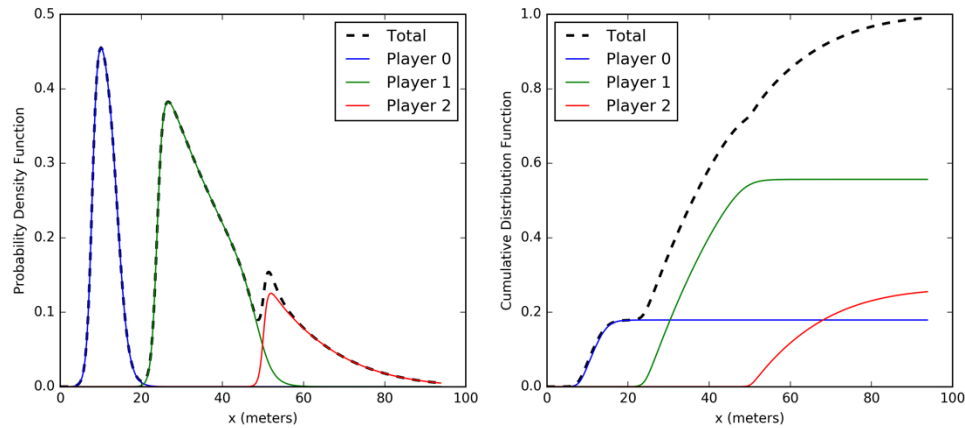 Probability Density Function
0.5
0.4
0.3
0.2
0.1
0.0
0 20 40 60 80 100
x (meters)
Total
Player 0
Player 1
Player 2
Cumulative Distribution Function
1.0
0.8
0.6
0.4
0.2
0.0
0 20 40 60 80 100
x (meters)
Total
Player 0
Player 1
Player 2